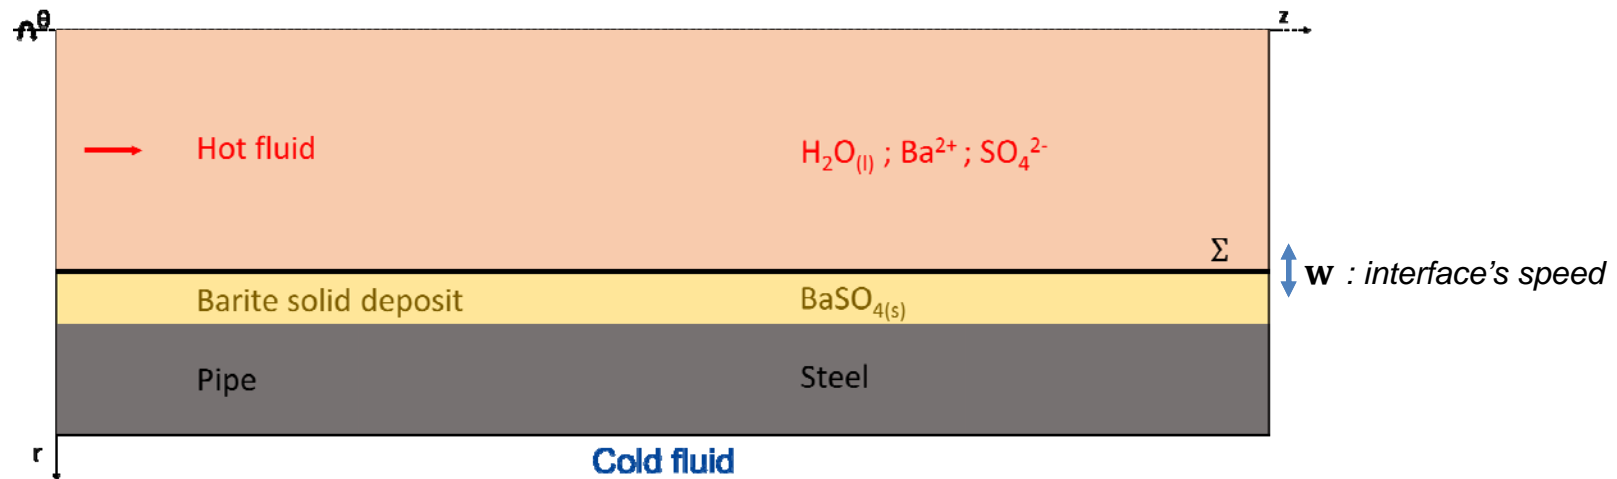 θ
z
Hot fluid
H₂O₍ₗ₎ ; Ba²⁺ ; SO₄²⁻
Σ
w : interface's speed
Barite solid deposit
BaSO₄₍ₛ₎
Pipe
Steel
r
Cold fluid